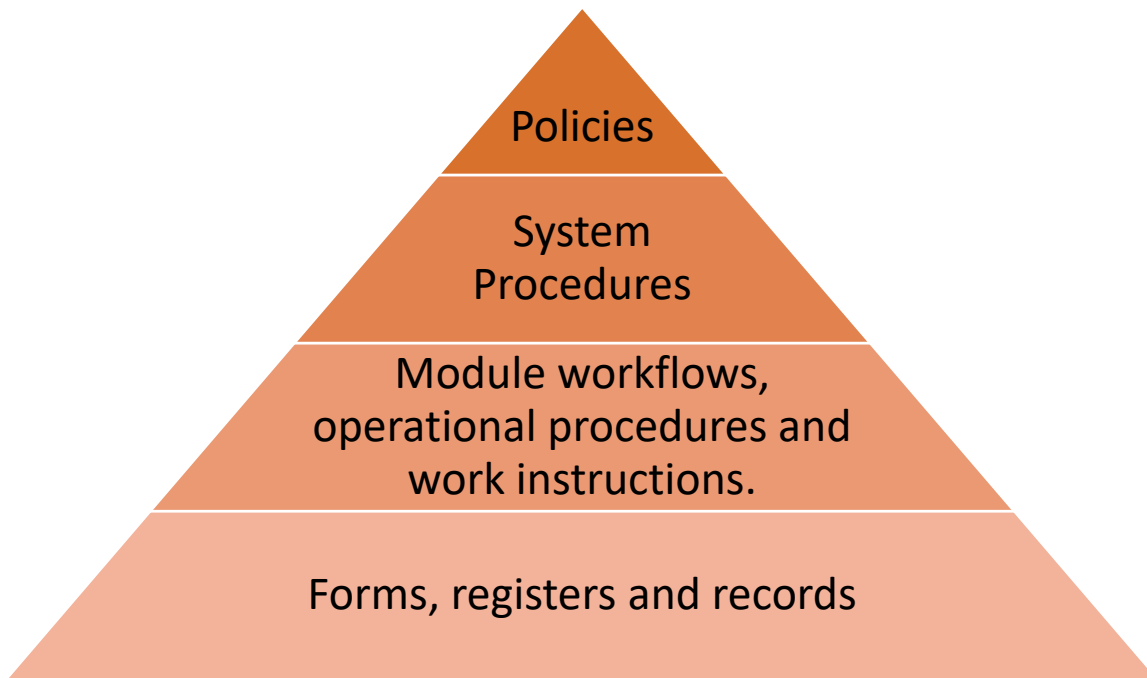 Policies
System
Procedures
Module workflows,
operational procedures and
work instructions.
Forms, registers and records